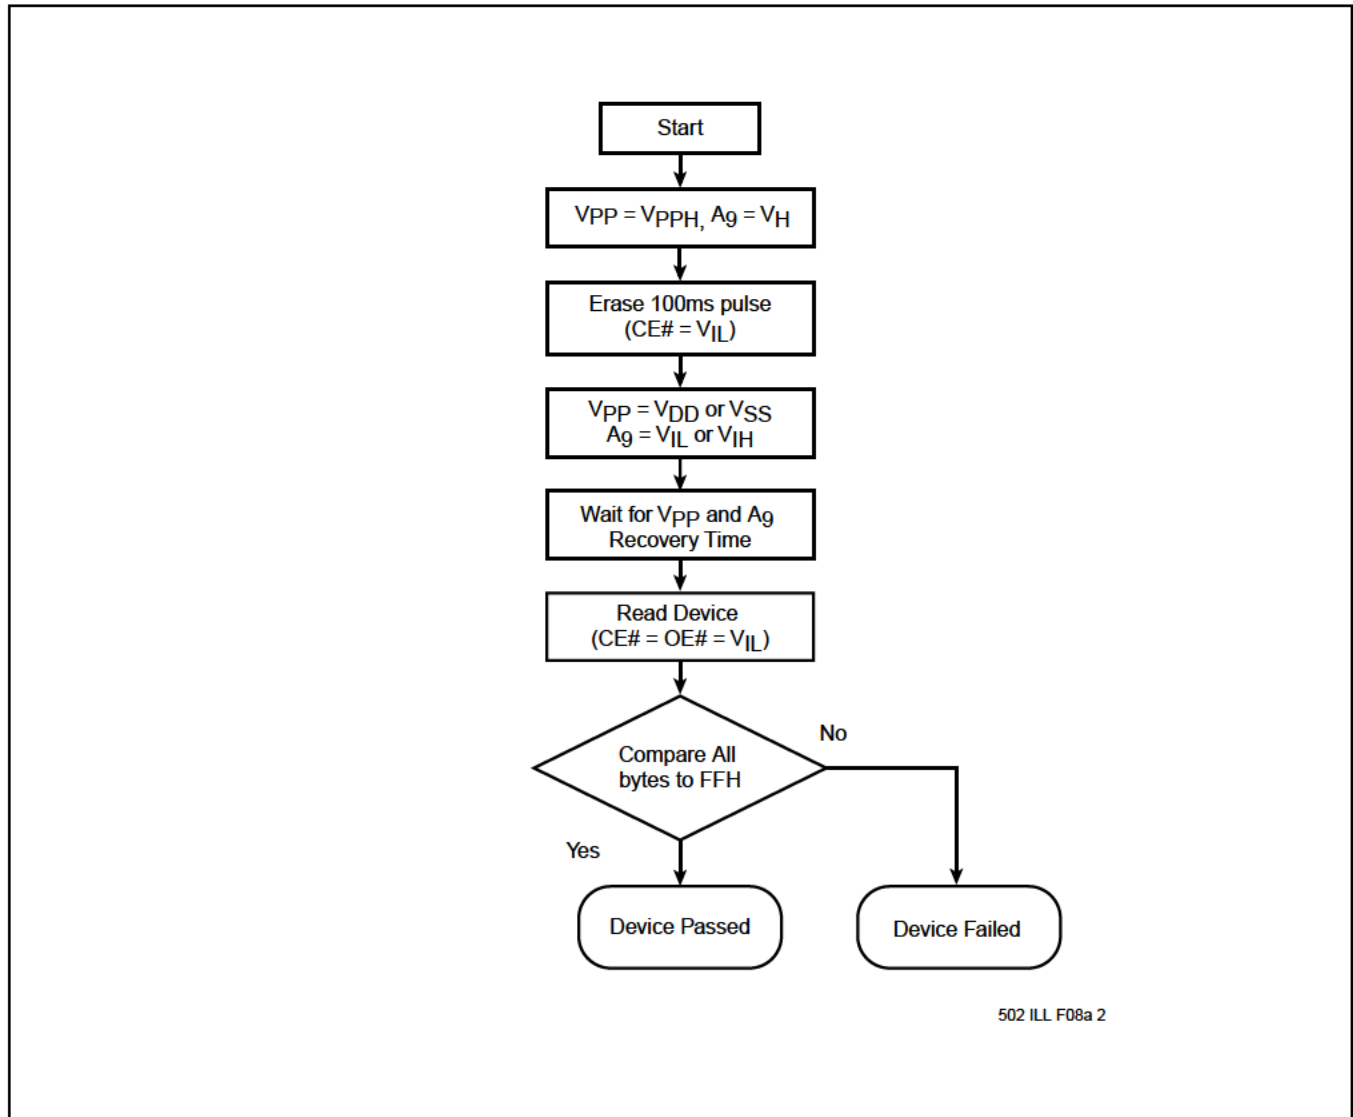 Start
VPP = VPPH, A9 = VH
Erase 100ms pulse
(CE# = VIL)
VPP = VDD or VSS
A9 = VIL or VIH
Wait for VPP and A9
Recovery Time
Read Device
(CE# = OE# = VIL)
Compare All
bytes to FFH
No
Yes
Device Passed
Device Failed
502 ILL F08a 2